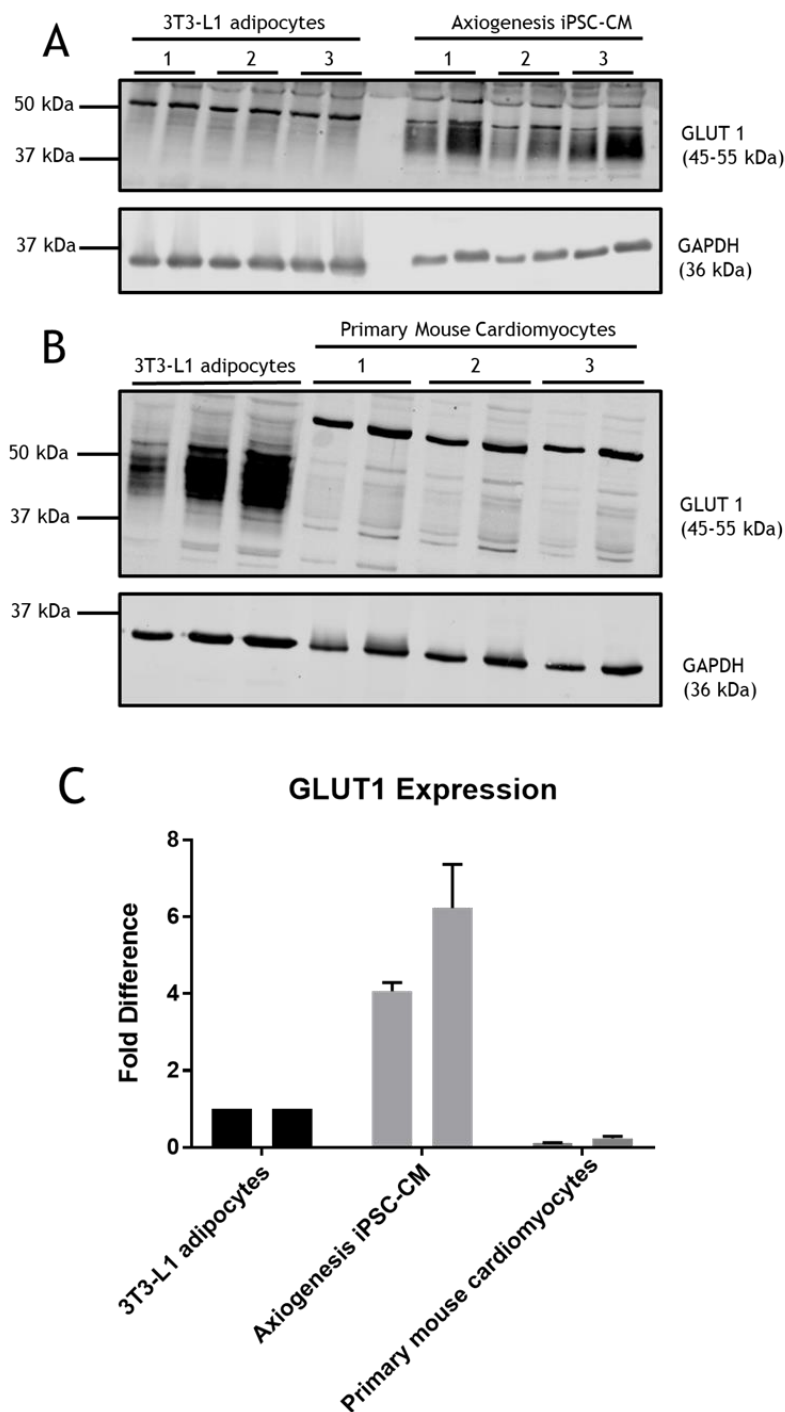 A
3T3-L1 adipocytes
Axiogenesis iPSC-CM
1 2 3 1 2 3
50 kDa
37 kDa
GLUT 1
(45-55 kDa)
37 kDa
GAPDH
(36 kDa)
B
Primary Mouse Cardiomyocytes
3T3-L1 adipocytes
1 2 3
50 kDa
37 kDa
GLUT 1
(45-55 kDa)
37 kDa
GAPDH
(36 kDa)
C
GLUT1 Expression
Fold Difference
8
6
4
2
0
3T3-L1 adipocytes
Axiogenesis iPSC-CM
Primary mouse cardiomyocytes